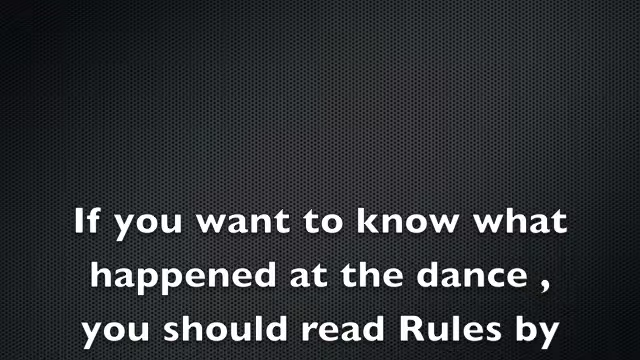 If you want to know what
happened at the dance ,
you should read Rules by